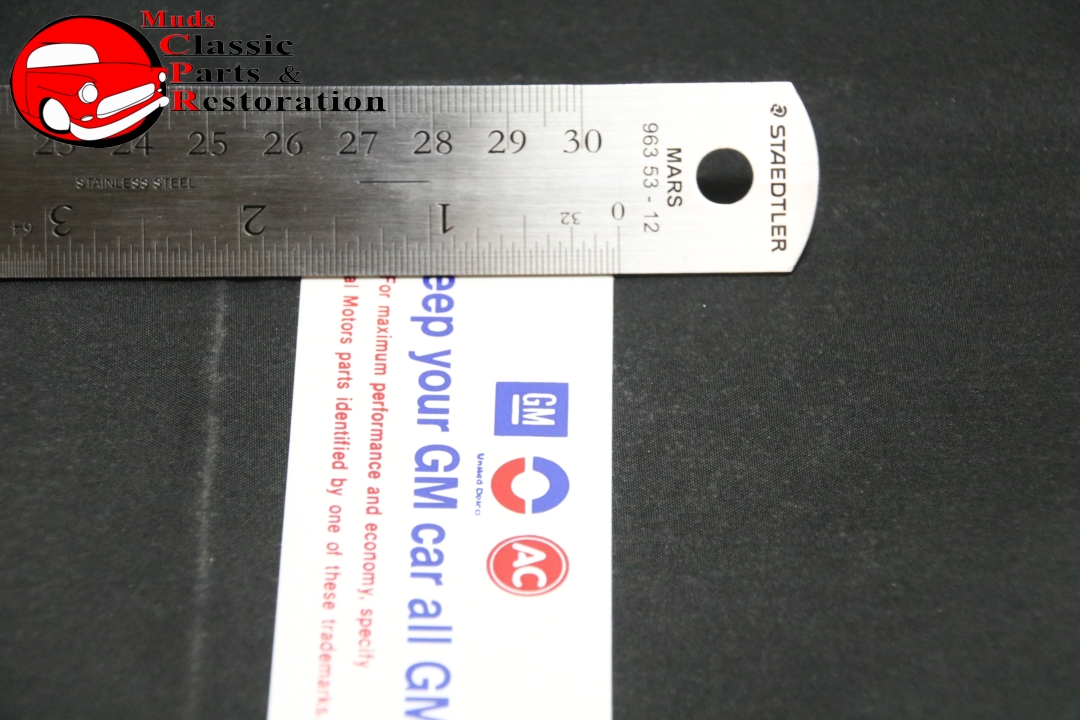 Muds
Classic
Parts &
Restoration
23 24 25 26 27 28 29 30
STAINLESS STEEL
64 3 2 1 32 0
MARS
963 53 - 12
STAEDTLER
GM
United Delco
AC
eep your GM car all GM
For maximum performance and economy, specify
al Motors parts identified by one of these trademarks.